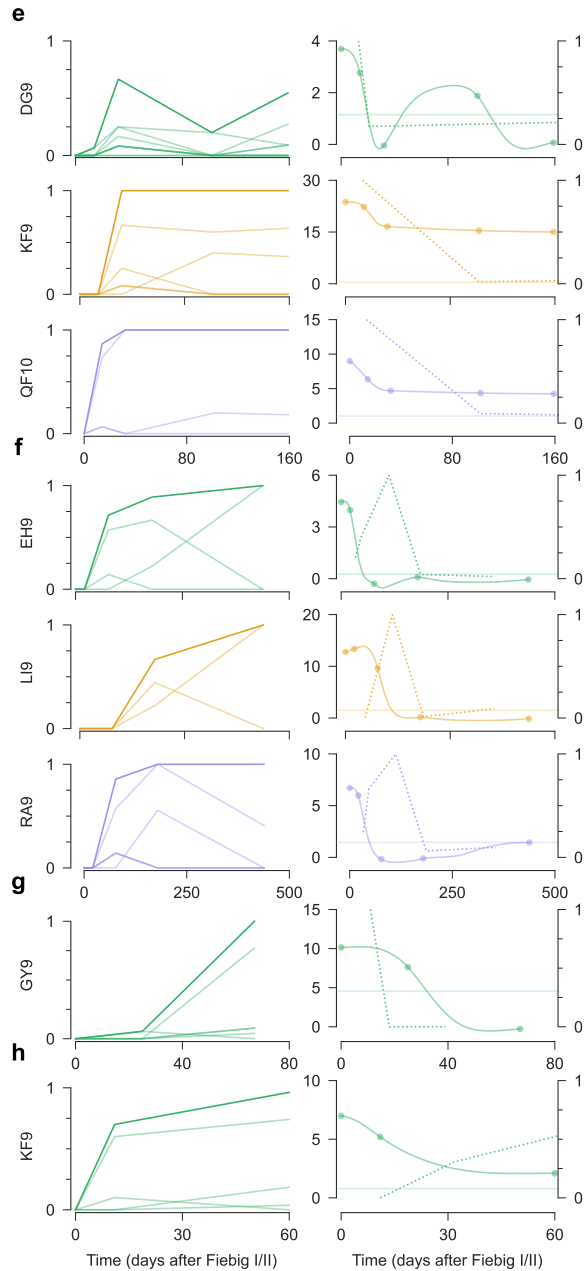 e
1 4 1
DG9 2
0 0 0
1 30 1
KF9 15
0 0 0
1 15 1
QF10 10
5
0 0 0
0 80 160 0 80 160
f
1 6 1
EH9 3
0 0 0
1 20 1
LI9 10
0 0 0
1 10 1
RA9 5
0 0 0
0 250 500 0 250 500
g
1 15 1
GY9 10
5
0 0 0
0 40 80 0 40 80
h
1 10 1
KF9 5
0 0 0
0 30 60 0 30 60
Time (days after Fiebig I/II) Time (days after Fiebig I/II)